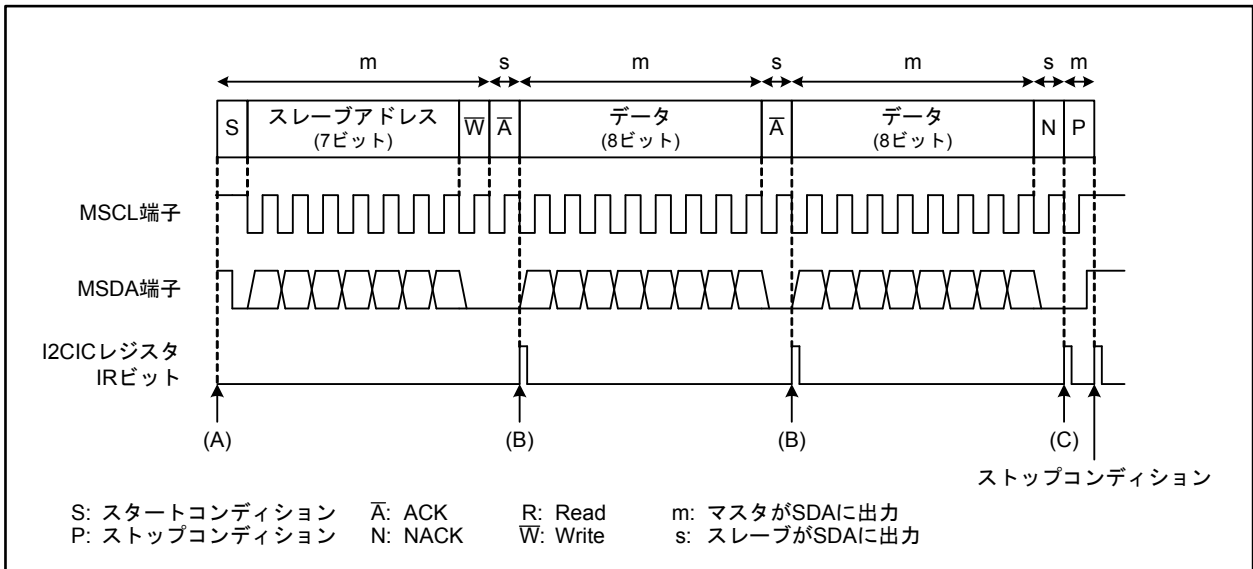 m s m s m s m
S スレーブアドレス (7ビット) W̅ A̅ データ (8ビット) A̅ データ (8ビット) N P
MSCL端子
MSDA端子
I2CICレジスタ
IRビット
(A) (B) (B) (C)
ストップコンディション
S: スタートコンディション A̅: ACK R: Read m: マスタがSDAに出力
P: ストップコンディション N: NACK W̅: Write s: スレーブがSDAに出力